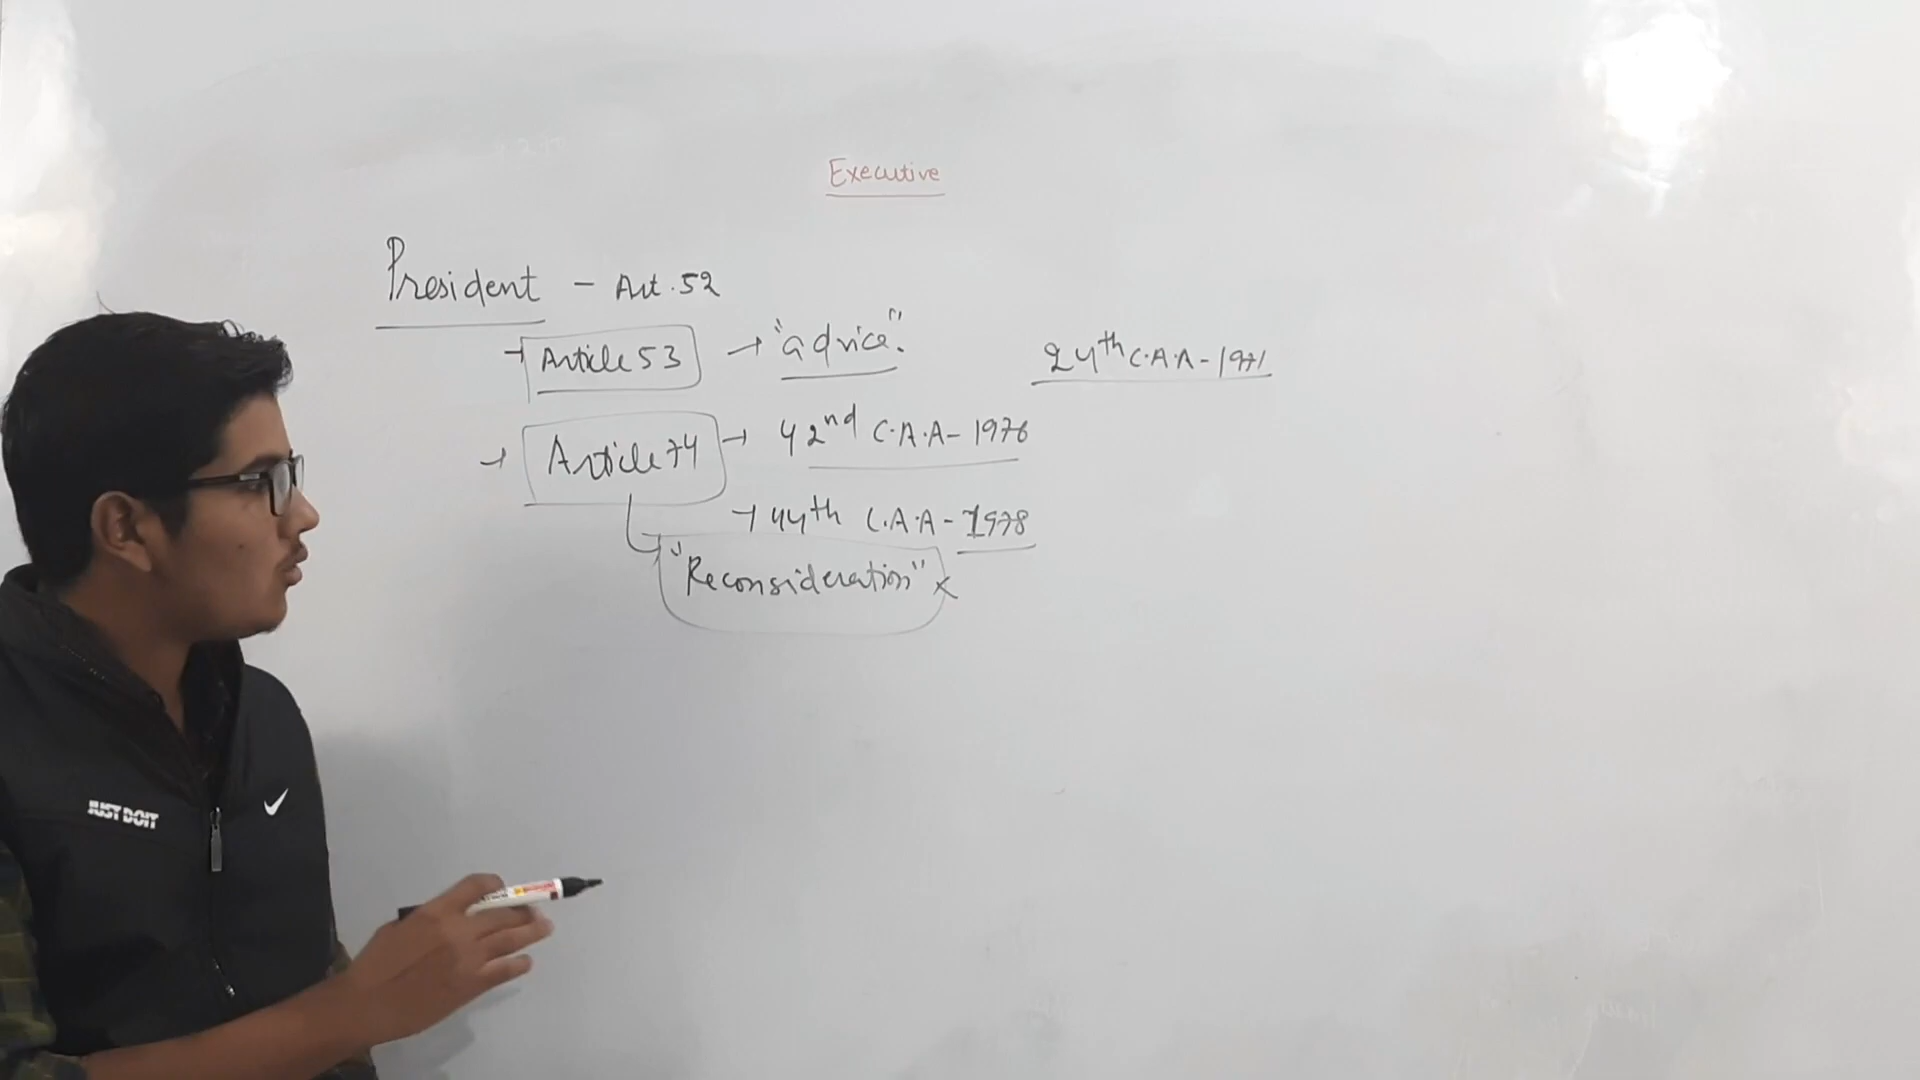 Executive
President - Art. 52
→ Article 53 → "advice".
24th C.A.A - 1971
→ Article 74 → 42nd C.A.A - 1976
→ 44th C.A.A - 1978
"Reconsideration" x
JUST DO IT